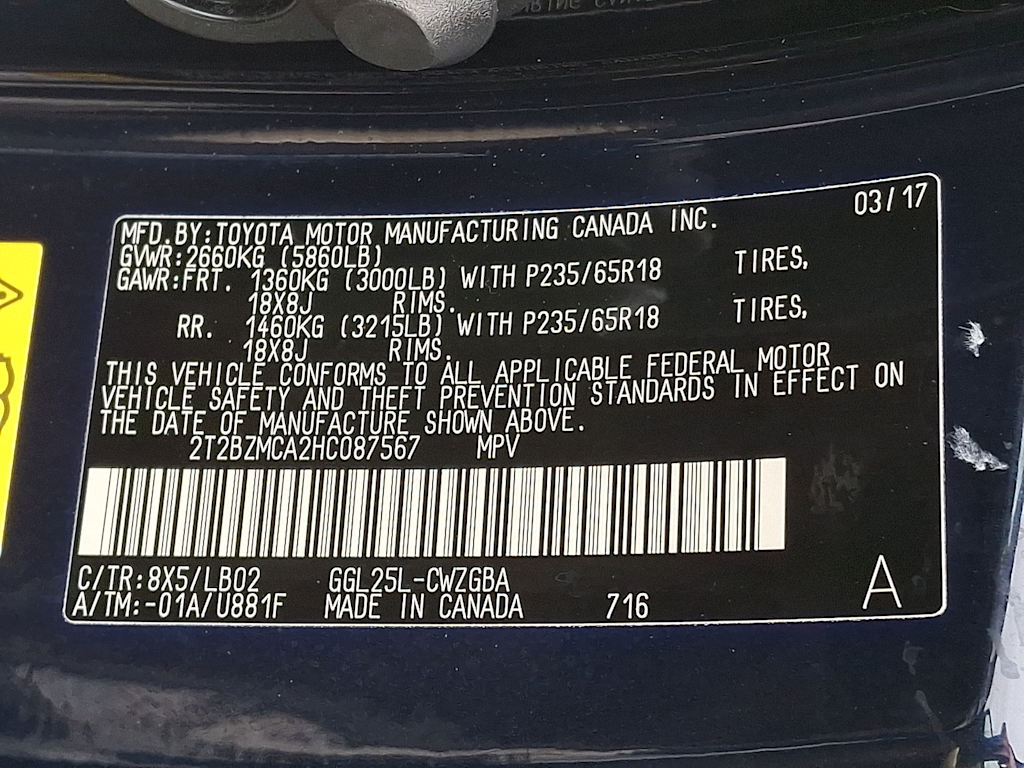 03/17
MFD.BY:TOYOTA MOTOR MANUFACTURING CANADA INC.
GVWR:2660KG (5860LB)
GAWR:FRT. 1360KG (3000LB) WITH P235/65R18 TIRES,
18X8J RIMS.
RR. 1460KG (3215LB) WITH P235/65R18 TIRES,
18X8J RIMS.
THIS VEHICLE CONFORMS TO ALL APPLICABLE FEDERAL MOTOR
VEHICLE SAFETY AND THEFT PREVENTION STANDARDS IN EFFECT ON
THE DATE OF MANUFACTURE SHOWN ABOVE.
2T2BZMCA2HC087567 MPV
C/TR:8X5/LB02 GGL25L-CWZGBA
A/TM:-01A/U881F MADE IN CANADA 716
A